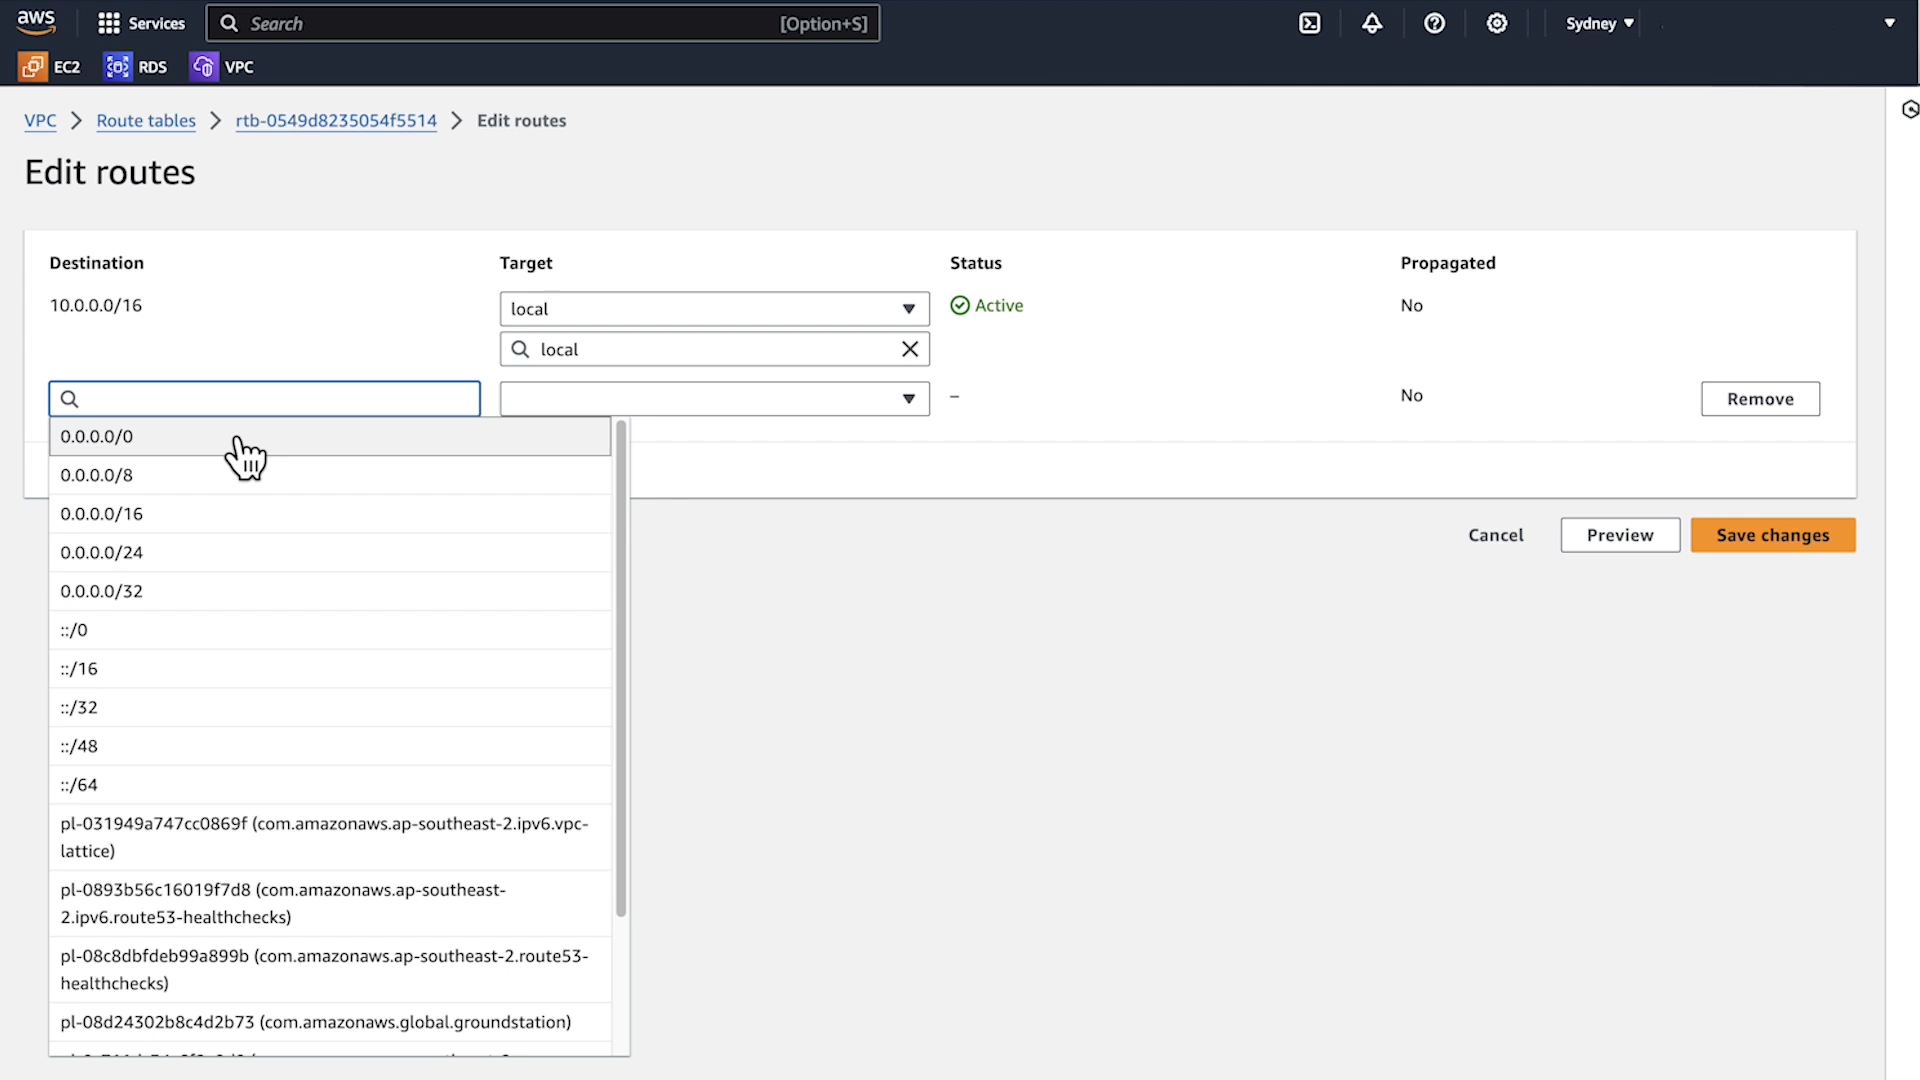 aws
Services
Search
[Option+S]
Sydney
EC2
RDS
VPC
VPC > Route tables > rtb-0549d8235054f5514 > Edit routes
Edit routes
Destination Target Status Propagated
10.0.0.0/16 local Active No
local
– No Remove
0.0.0.0/0
0.0.0.0/8
0.0.0.0/16
0.0.0.0/24
0.0.0.0/32
::/0
::/16
::/32
::/48
::/64
pl-031949a747cc0869f (com.amazonaws.ap-southeast-2.ipv6.vpc-
lattice)
pl-0893b56c16019f7d8 (com.amazonaws.ap-southeast-
2.ipv6.route53-healthchecks)
pl-08c8dbfdeb99a899b (com.amazonaws.ap-southeast-2.route53-
healthchecks)
pl-08d24302b8c4d2b73 (com.amazonaws.global.groundstation)
Cancel Preview Save changes